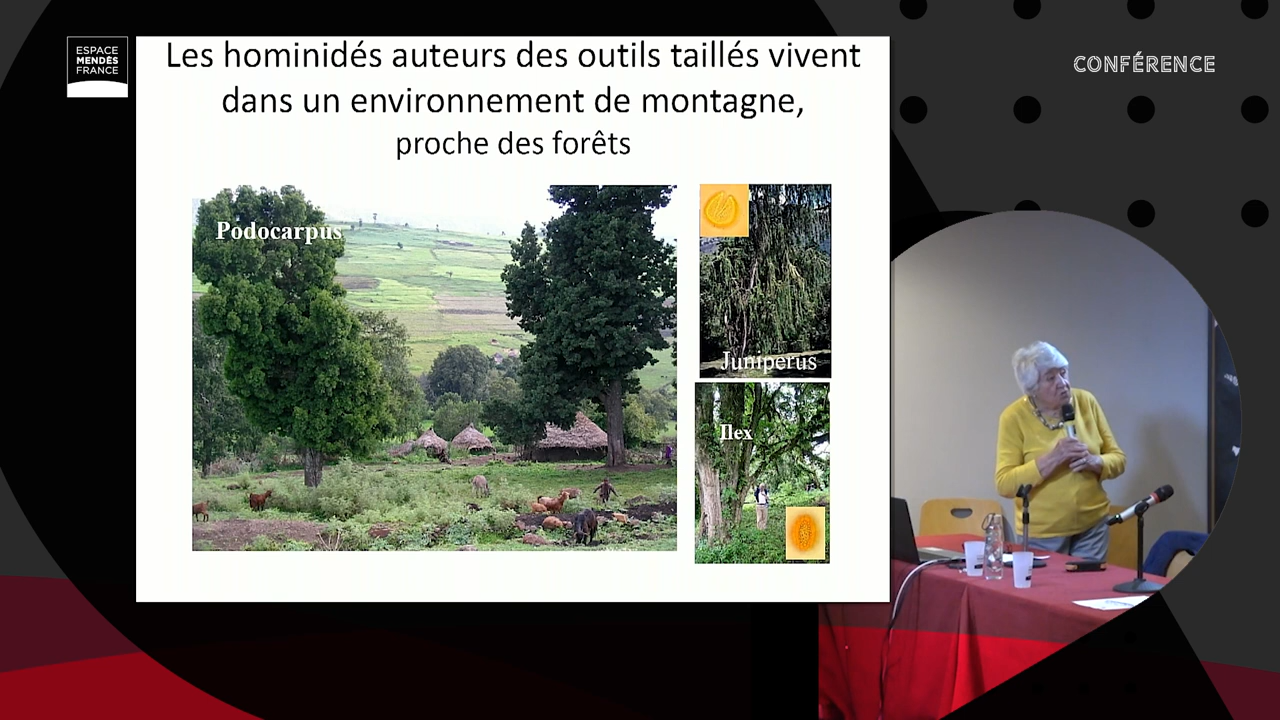 ESPACE
MENDÈS
FRANCE
CONFÉRENCE
Les hominidés auteurs des outils taillés vivent
dans un environnement de montagne,
proche des forêts
Podocarpus
Juniperus
Ilex